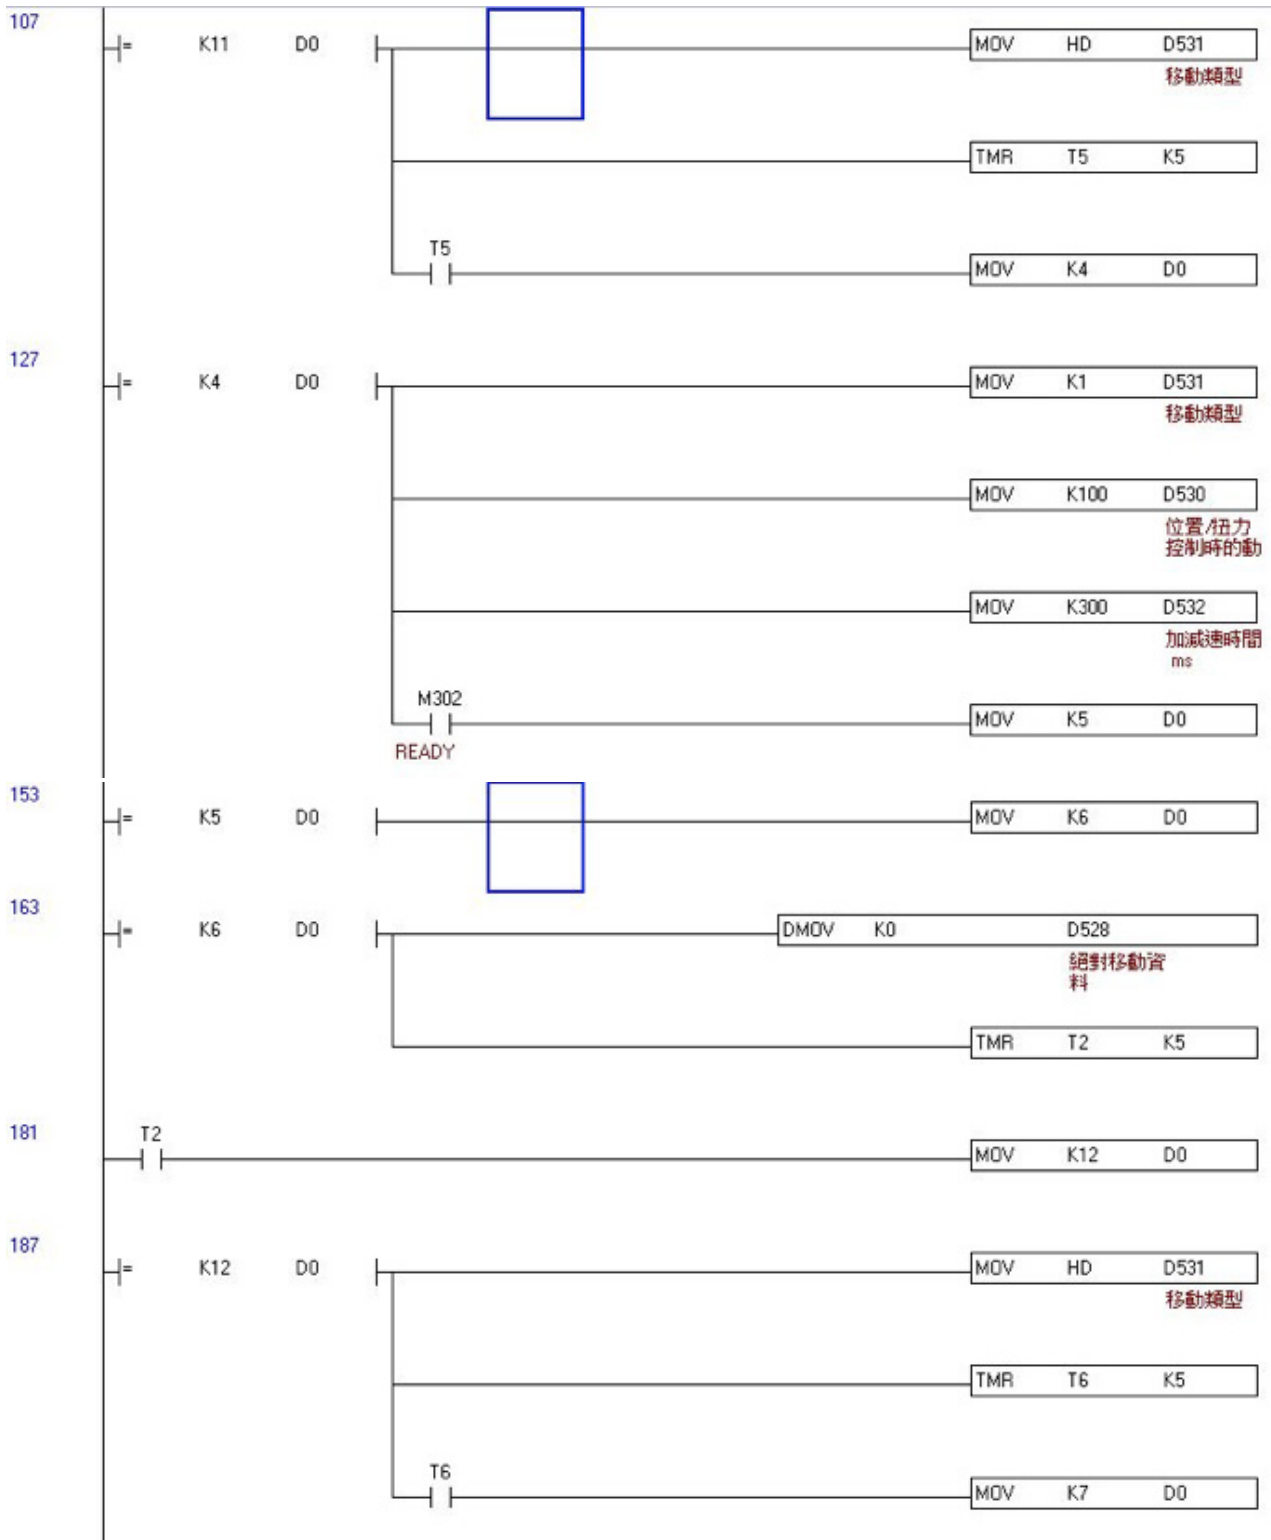 107
= K11 D0 MOV HD D531
移動類型
TMR T5 K5
T5
MOV K4 D0
127
= K4 D0 MOV K1 D531
移動類型
MOV K100 D530
位置/扭力
控制時的動
MOV K300 D532
加減速時間
ms
M302
MOV K5 D0
READY
153
= K5 D0 MOV K6 D0
163
= K6 D0 DMOV K0 D528
絕對移動資
料
TMR T2 K5
181
T2
MOV K12 D0
187
= K12 D0 MOV HD D531
移動類型
TMR T6 K5
T6
MOV K7 D0